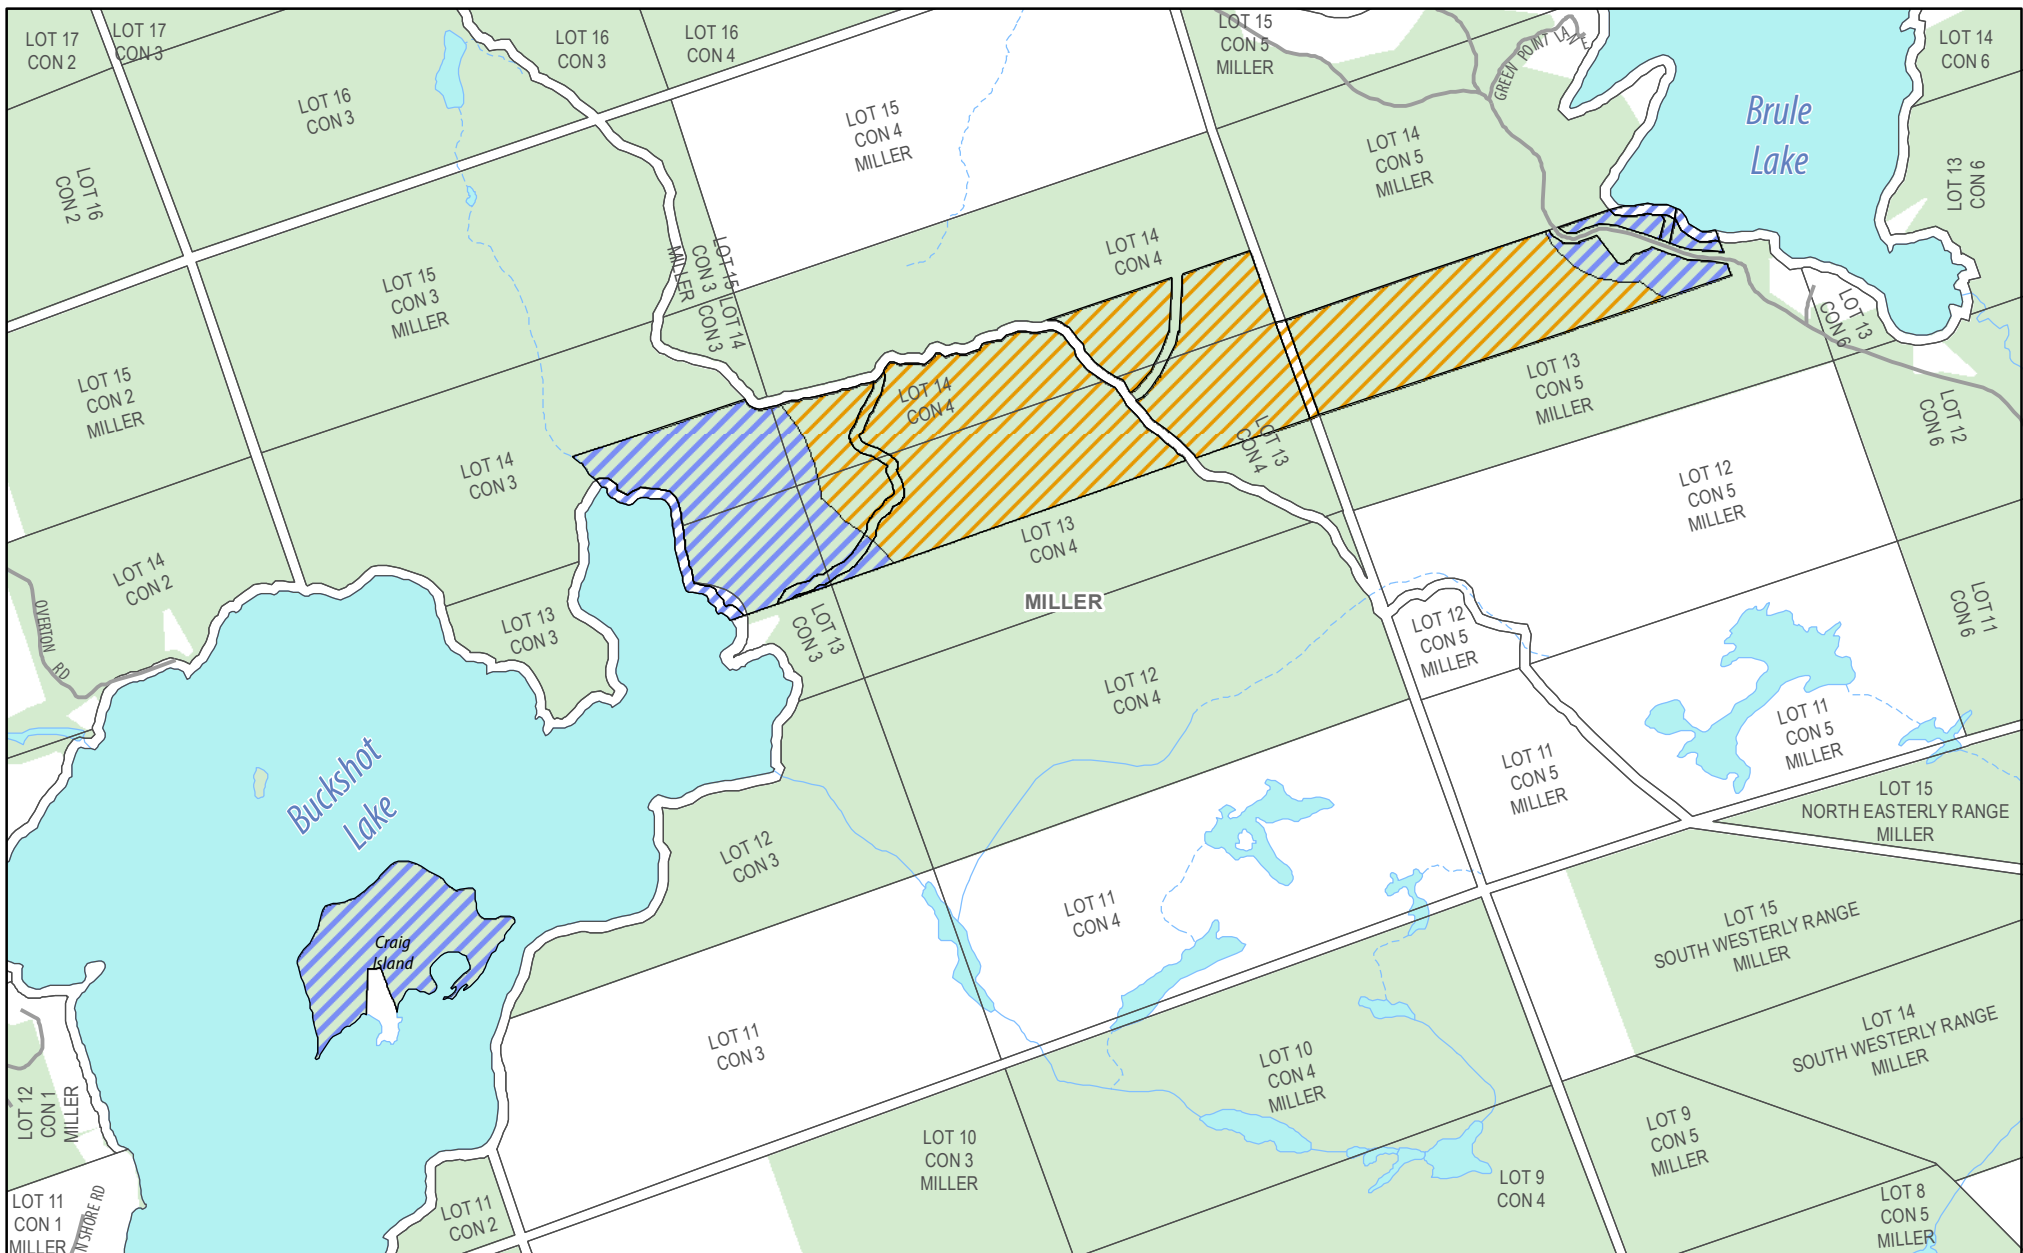 LOT 17
CON 2
LOT 17
CON 3
LOT 16
CON 3
LOT 16
CON 4
LOT 15
CON 5
MILLER
GREEN POINT LANE
LOT 14
CON 6
LOT 16
CON 3
LOT 15
CON 4
MILLER
Brule
Lake
LOT 14
CON 5
MILLER
LOT 16
CON 2
LOT 13
CON 6
LOT 15
CON 3
MILLER
LOT 15
CON 3
MILLER
LOT 14
CON 3
LOT 14
CON 4
LOT 13
CON 6
LOT 15
CON 2
MILLER
LOT 14
CON 4
LOT 13
CON 5
MILLER
LOT 12
CON 6
LOT 14
CON 3
LOT 13
CON 4
LOT 12
CON 5
MILLER
LOT 13
CON 4
LOT 14
CON 2
OVERTON RD
LOT 13
CON 3
LOT 13
CON 3
MILLER
LOT 12
CON 5
MILLER
LOT 11
CON 6
LOT 12
CON 4
LOT 11
CON 5
MILLER
LOT 11
CON 5
MILLER
Buckshot
Lake
LOT 15
NORTH EASTERLY RANGE
MILLER
LOT 12
CON 3
LOT 11
CON 4
LOT 15
SOUTH WESTERLY RANGE
MILLER
Craig
Island
LOT 11
CON 3
LOT 14
SOUTH WESTERLY RANGE
MILLER
LOT 10
CON 4
MILLER
LOT 12
CON 1
MILLER
LOT 9
CON 5
MILLER
LOT 10
CON 3
MILLER
LOT 9
CON 4
LOT 11
CON 1
MILLER
N SHORE RD
LOT 11
CON 2
LOT 8
CON 5
MILLER